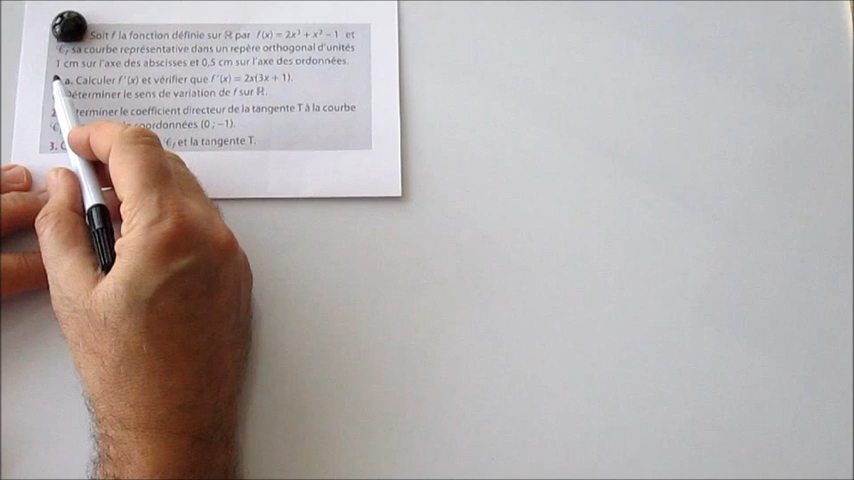 Soit f la fonction définie sur ℝ par f(x) = 2x³ + x² − 1 et
𝒞f sa courbe représentative dans un repère orthogonal d'unités
1 cm sur l'axe des abscisses et 0,5 cm sur l'axe des ordonnées.
a. Calculer f'(x) et vérifier que f'(x) = 2x(3x + 1).
Déterminer le sens de variation de f sur ℝ.
2. terminer le coefficient directeur de la tangente T à la courbe
𝒞 coordonnées (0 ; −1).
3. 𝒞f et la tangente T.